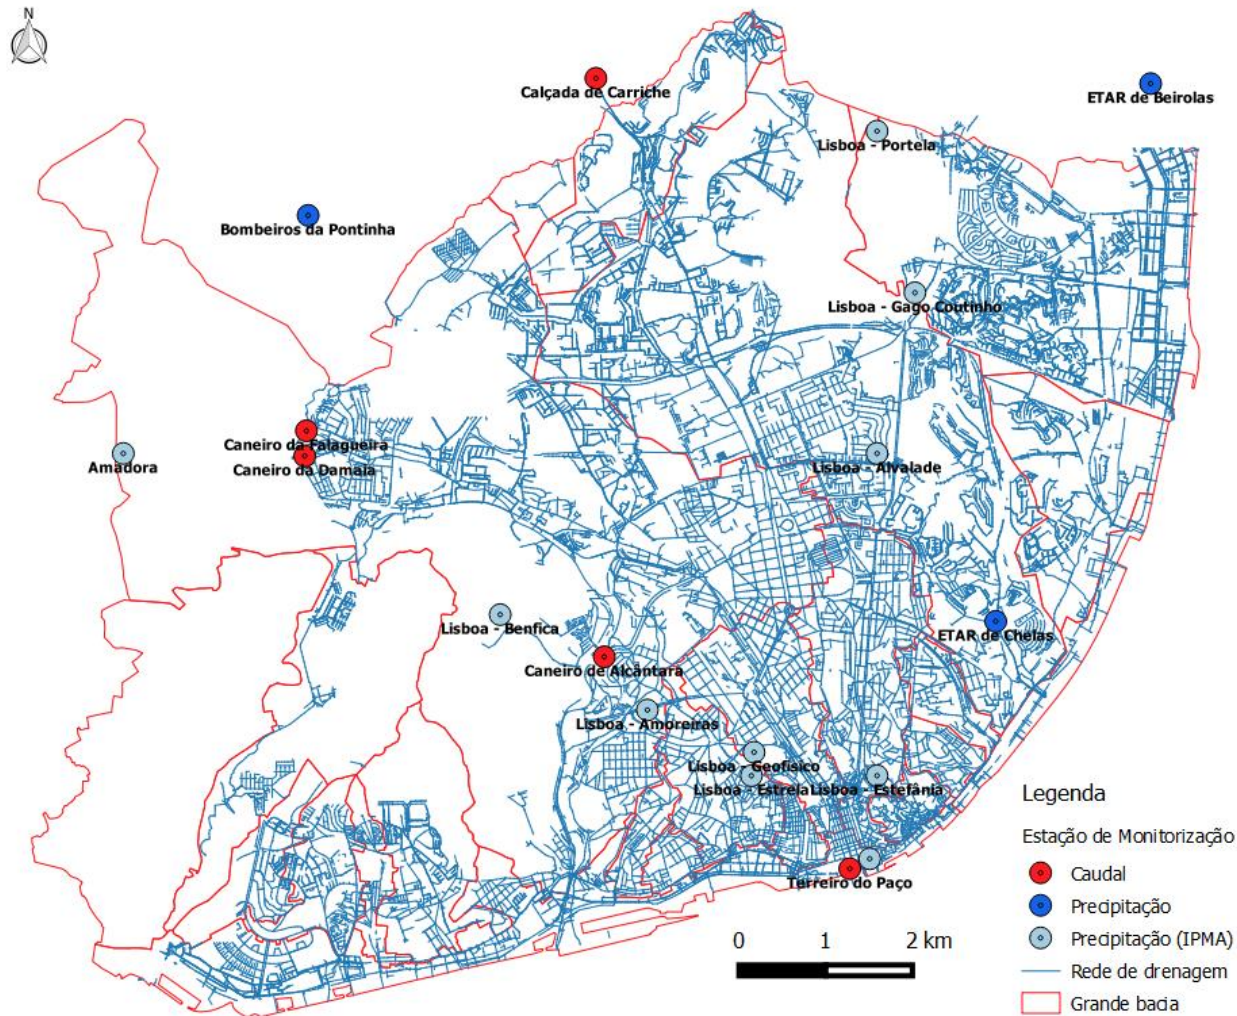 N
Calçada de Carriche
ETAR de Beirolas
Lisboa - Portela
Bombeiros da Pontinha
Lisboa - Gago Coutinho
Caneiro da Falagueira
Amadora
Caneiro da Damaia
Lisboa - Alvalade
Lisboa - Benfica
ETAR de Chelas
Caneiro de Alcântara
Lisboa - Amoreiras
Lisboa - Geofísico
Lisboa - Estrela
Lisboa - Estefânia
Terreiro do Paço
Legenda
Estação de Monitorização
Caudal
Precipitação
Precipitação (IPMA)
Rede de drenagem
Grande bacia
0 1 2 km